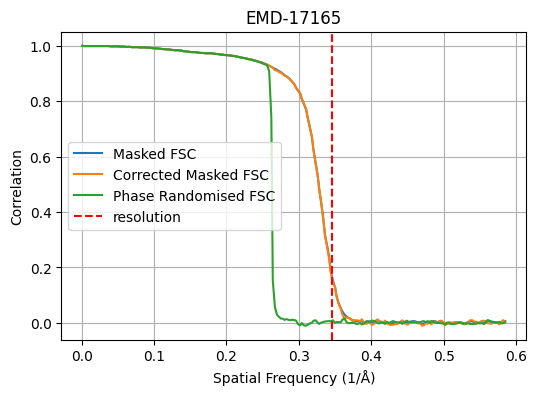 EMD-17165
1.0
0.8
0.6
0.4
0.2
0.0
Correlation
Masked FSC
Corrected Masked FSC
Phase Randomised FSC
resolution
0.0 0.1 0.2 0.3 0.4 0.5 0.6
Spatial Frequency (1/Å)